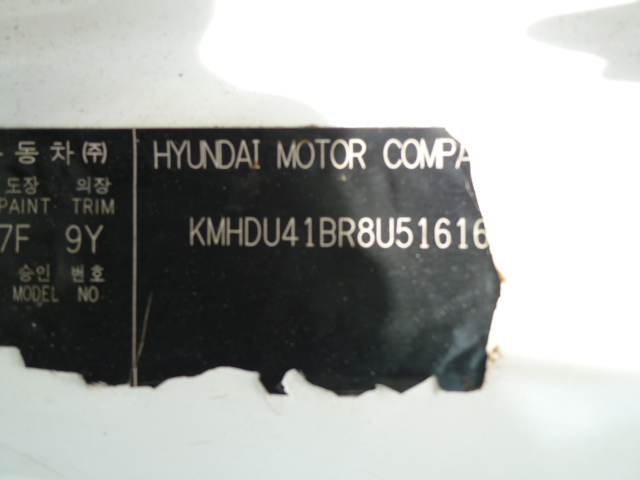 동차(주)
HYUNDAI MOTOR COMPA
도장 의장
PAINT TRIM
7F 9Y
KMHDU41BR8U51616
승인 번호
MODEL NO